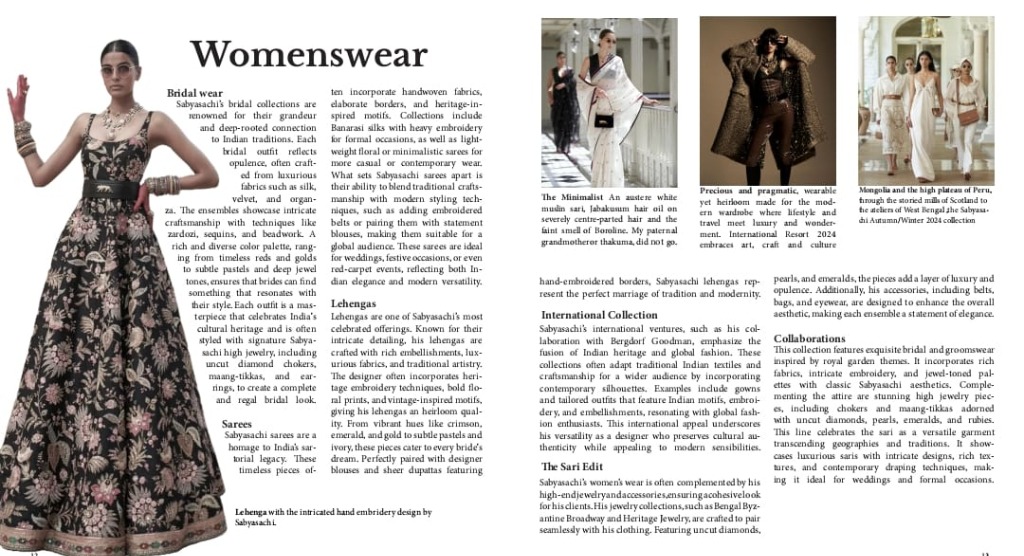 Womenswear
Bridal wear
Sabyasachi's bridal collections are
renowned for their grandeur
and deep-rooted connection
to Indian traditions. Each
bridal outfit reflects
opulence, often craft-
ed from luxurious
fabrics such as silk,
velvet, and organ-
za. The ensembles showcase intricate
craftsmanship with techniques like
zardozi, sequins, and beadwork. A
rich and diverse color palette, rang-
ing from timeless reds and golds
to subtle pastels and deep jewel
tones, ensures that brides can find
something that resonates with
their style. Each outfit is a mas-
terpiece that celebrates India's
cultural heritage and is often
styled with signature Sabya-
sachi high jewelry, including
uncut diamond chokers,
maang-tikkas, and ear-
rings, to create a complete
and regal bridal look.
Sarees
Sabyasachi sarees are a
homage to India's sar-
torial legacy. These
timeless pieces of-
ten incorporate handwoven fabrics,
elaborate borders, and heritage-in-
spired motifs. Collections include
Banarasi silks with heavy embroidery
for formal occasions, as well as light-
weight floral or minimalistic sarees for
more casual or contemporary wear.
What sets Sabyasachi sarees apart is
their ability to blend traditional crafts-
manship with modern styling tech-
niques, such as adding embroidered
belts or pairing them with statement
blouses, making them suitable for a
global audience. These sarees are ideal
for weddings, festive occasions, or even
red-carpet events, reflecting both In-
dian elegance and modern versatility.
Lehengas
Lehengas are one of Sabyasachi's most
celebrated offerings. Known for their
intricate detailing, his lehengas are
crafted with rich embellishments, lux-
urious fabrics, and traditional artistry.
The designer often incorporates heri-
tage embroidery techniques, bold flo-
ral prints, and vintage-inspired motifs,
giving his lehengas an heirloom qual-
ity. From vibrant hues like crimson,
emerald, and gold to subtle pastels and
ivory, these pieces cater to every bride's
dream. Perfectly paired with designer
blouses and sheer dupattas featuring
Lehenga with the intricated hand embridery design by
Sabyasachi.
The Minimalist An austere white
muslin sari, Jabakusum hair oil on
severely centre-parted hair and the
faint smell of Boroline. My paternal
grandmotheror thakuma, did not go.
Precious and pragmatic, wearable
yet heirloom made for the mod-
ern wardrobe where lifestyle and
travel meet luxury and wonder-
ment. International Resort 2024
embraces art, craft and culture
Mongolia and the high plateau of Peru,
through the storied mills of Scotland to
the ateliers of West Bengal,the Sabyasa-
chi Autumn/Winter 2024 collection
hand-embroidered borders, Sabyasachi lehengas rep-
resent the perfect marriage of tradition and modernity.
International Collection
Sabyasachi's international ventures, such as his col-
laboration with Bergdorf Goodman, emphasize the
fusion of Indian heritage and global fashion. These
collections often adapt traditional Indian textiles and
craftsmanship for a wider audience by incorporating
contemporary silhouettes. Examples include gowns
and tailored outfits that feature Indian motifs, embroi-
dery, and embellishments, resonating with global fash-
ion enthusiasts. This international appeal underscores
his versatility as a designer who preserves cultural au-
thenticity while appealing to modern sensibilities.
The Sari Edit
Sabyasachi's women's wear is often complemented by his
high-end jewelry and accessories, ensuring a cohesive look
for his clients. His jewelry collections, such as Bengal Byz-
antine Broadway and Heritage Jewelry, are crafted to pair
seamlessly with his clothing. Featuring uncut diamonds,
pearls, and emeralds, the pieces add a layer of luxury and
opulence. Additionally, his accessories, including belts,
bags, and eyewear, are designed to enhance the overall
aesthetic, making each ensemble a statement of elegance.
Collaborations
This collection features exquisite bridal and groomswear
inspired by royal garden themes. It incorporates rich
fabrics, intricate embroidery, and jewel-toned pal-
ettes with classic Sabyasachi aesthetics. Comple-
menting the attire are stunning high jewelry piec-
es, including chokers and maang-tikkas adorned
with uncut diamonds, pearls, emeralds, and rubies.
This line celebrates the sari as a versatile garment
transcending geographies and traditions. It show-
cases luxurious saris with intricate designs, rich tex-
tures, and contemporary draping techniques, mak-
ing it ideal for weddings and formal occasions.